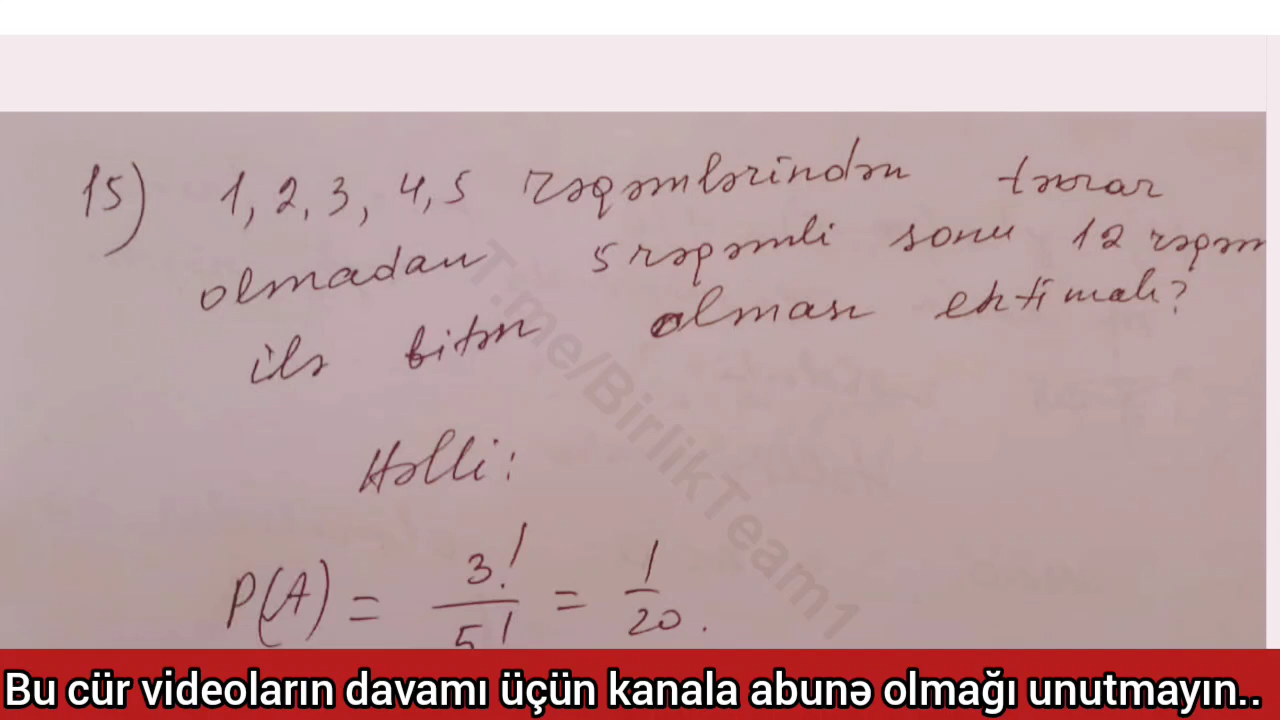 15) 1, 2, 3, 4, 5 rəqəmlərindən təkrar
olmadan 5 rəqəmli sonu 12 rəqəm
ilə bitən olması ehtimalı?
Həlli:
P(A) = 3!/5! = 1/20.
T.me/BirlikTeam1
Bu cür videoların davamı üçün kanala abunə olmağı unutmayın..